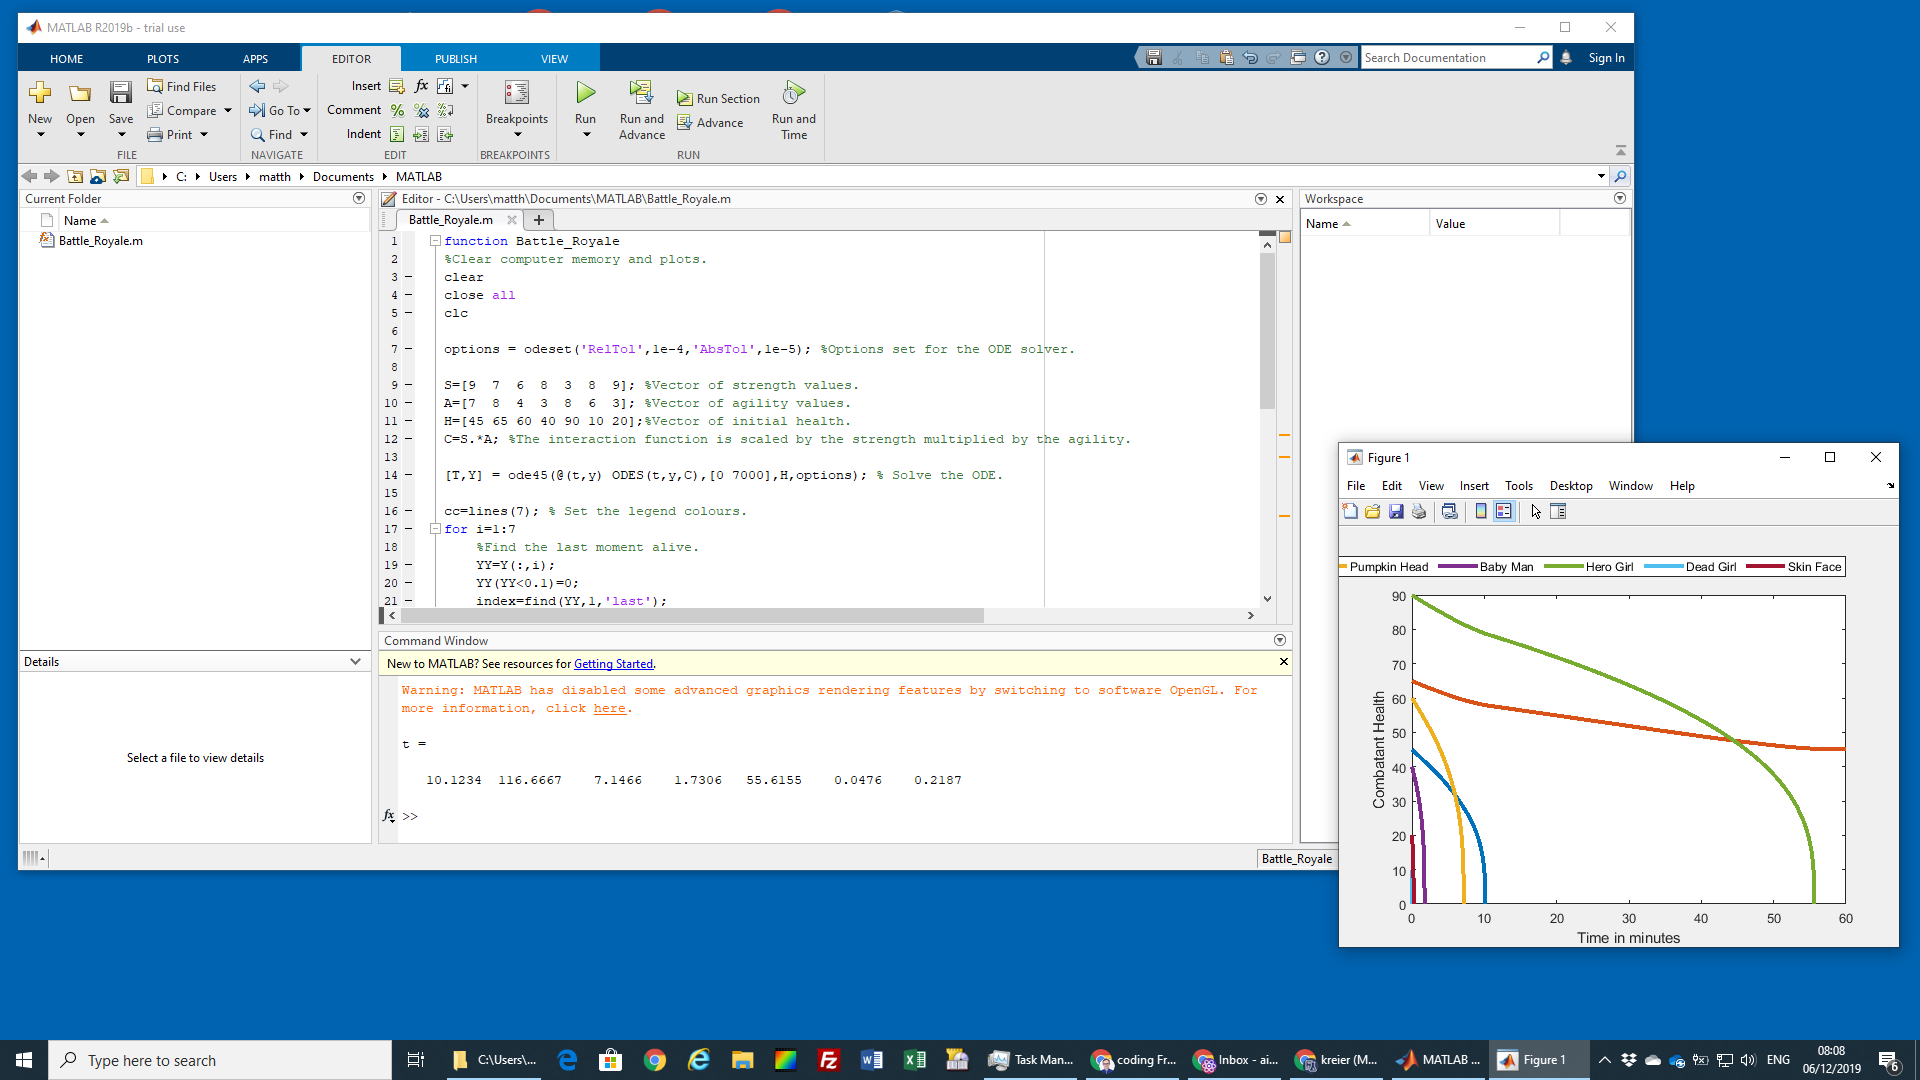 MATLAB R2019b - trial use
HOME PLOTS APPS EDITOR PUBLISH VIEW
Search Documentation Sign In
New Open Save Find Files Compare Print
FILE
Go To Find
NAVIGATE
Insert fx
Comment
Indent
EDIT
Breakpoints
BREAKPOINTS
Run Run and Advance Run Section Advance Run and Time
RUN
C: Users matth Documents MATLAB
Current Folder
Name
Battle_Royale.m
Details
Select a file to view details
Editor - C:\Users\matth\Documents\MATLAB\Battle_Royale.m
Battle_Royale.m
1 function Battle_Royale
2 %Clear computer memory and plots.
3 clear
4 close all
5 clc
6
7 options = odeset('RelTol',1e-4,'AbsTol',1e-5); %Options set for the ODE solver.
8
9 S=[9 7 6 8 3 8 9]; %Vector of strength values.
10 A=[7 8 4 3 8 6 3]; %Vector of agility values.
11 H=[45 65 60 40 90 10 20];%Vector of initial health.
12 C=S.*A; %The interaction function is scaled by the strength multiplied by the agility.
13
14 [T,Y] = ode45(@(t,y) ODES(t,y,C),[0 7000],H,options); % Solve the ODE.
15
16 cc=lines(7); % Set the legend colours.
17 for i=1:7
18 %Find the last moment alive.
19 YY=Y(:,i);
20 YY(YY<0.1)=0;
21 index=find(YY,1,'last');
Command Window
New to MATLAB? See resources for Getting Started.
Warning: MATLAB has disabled some advanced graphics rendering features by switching to software OpenGL. For
more information, click here.
t =
10.1234 116.6667 7.1466 1.7306 55.6155 0.0476 0.2187
fx >>
Workspace
Name Value
Battle_Royale
Figure 1
File Edit View Insert Tools Desktop Window Help
Pumpkin Head Baby Man Hero Girl Dead Girl Skin Face
90
80
70
60
50
40
30
20
10
0
Combatant Health
0 10 20 30 40 50 60
Time in minutes
Type here to search
C:\Users\...
Task Man...
coding Fr...
Inbox - ai...
kreier (M...
MATLAB ...
Figure 1
ENG
08:08
06/12/2019
6